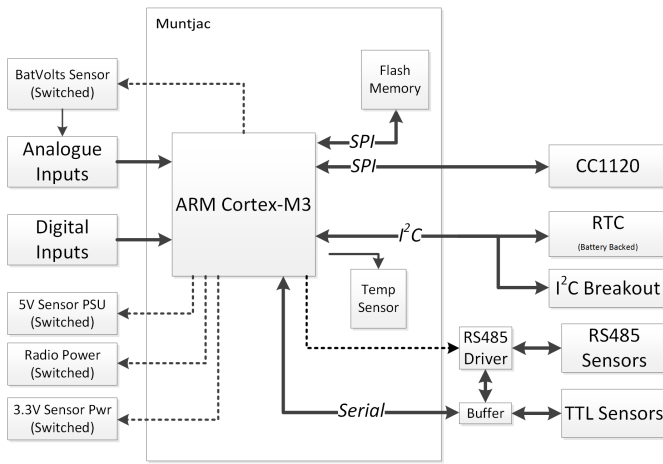 Muntjac
BatVolts Sensor
(Switched)
Flash
Memory
Analogue
Inputs
SPI
SPI
CC1120
ARM Cortex-M3
Digital
Inputs
I²C
RTC
(Battery Backed)
Temp
Sensor
I²C Breakout
5V Sensor PSU
(Switched)
Radio Power
(Switched)
RS485
Driver
RS485
Sensors
3.3V Sensor Pwr
(Switched)
Serial
Buffer
TTL Sensors